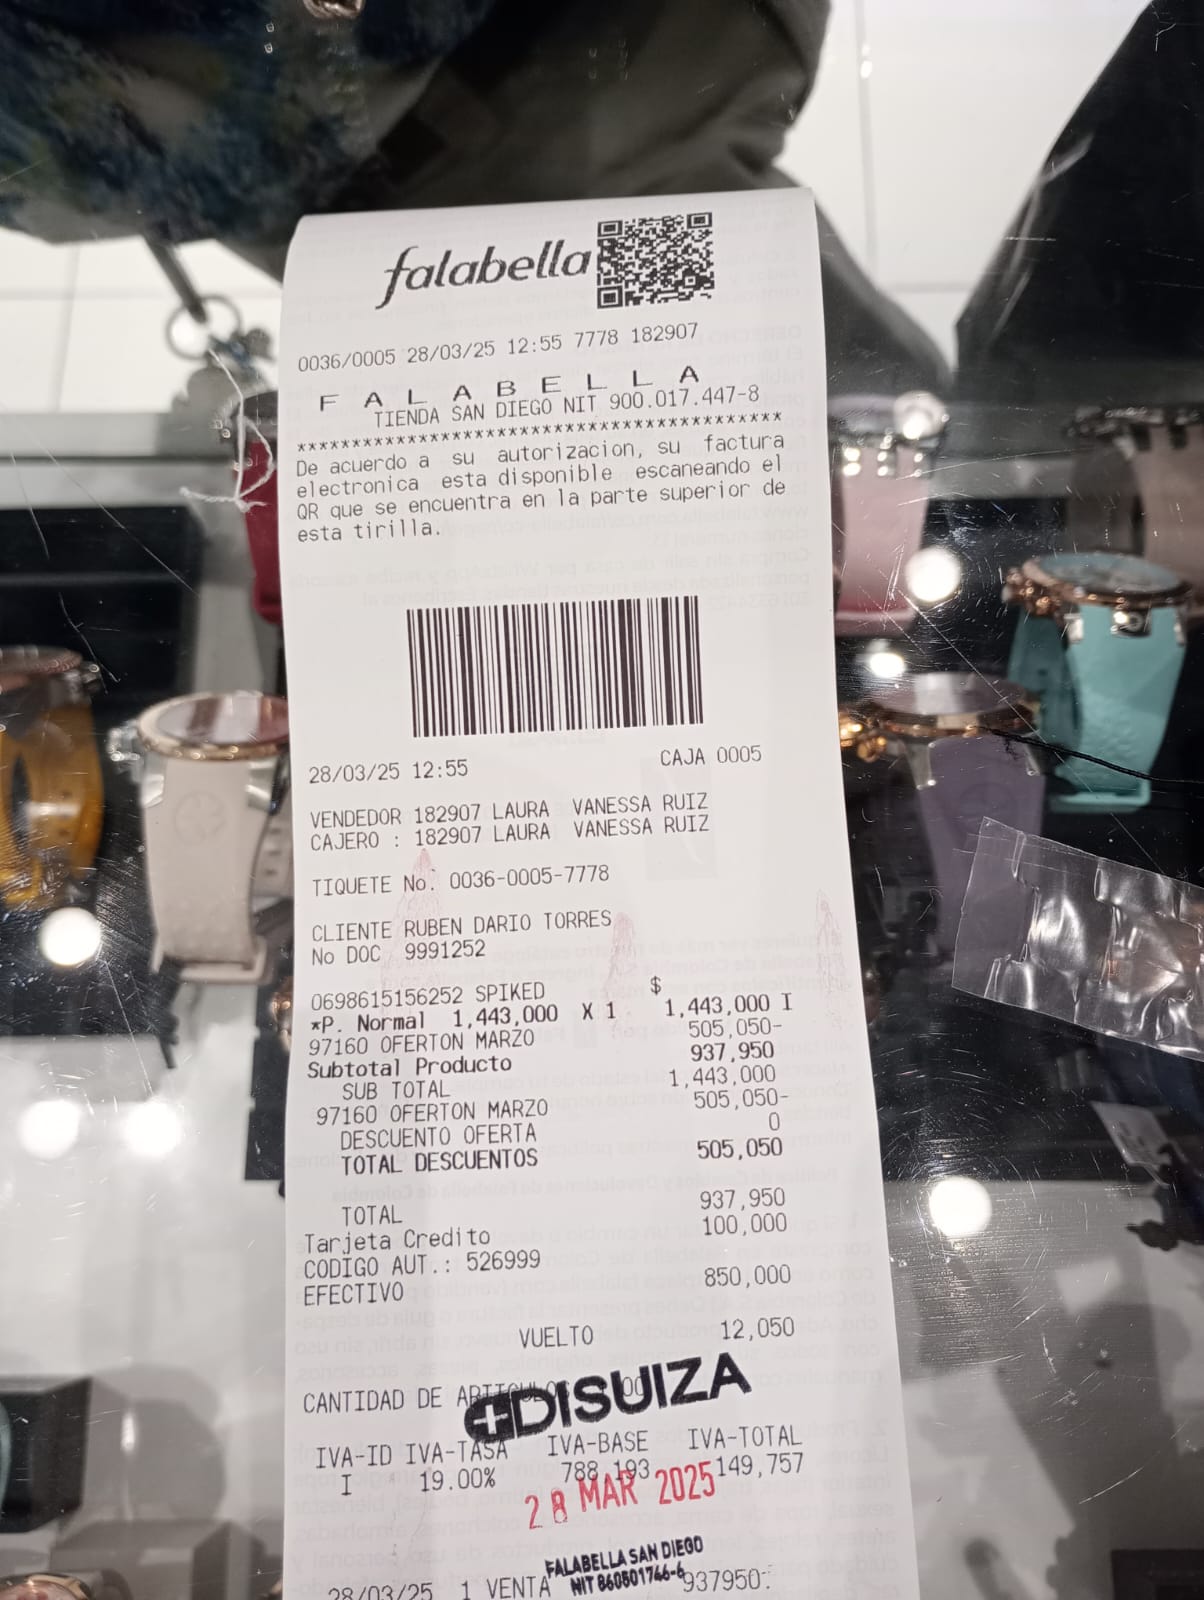 falabella
0036/0005 28/03/25 12:55 7778 182907
F A L A B E L L A
TIENDA SAN DIEGO NIT 900.017.447-8
********************************************
De acuerdo a su autorizacion, su factura
electronica esta disponible escaneando el
QR que se encuentra en la parte superior de
esta tirilla.
28/03/25 12:55 CAJA 0005
VENDEDOR 182907 LAURA VANESSA RUIZ
CAJERO : 182907 LAURA VANESSA RUIZ
TIQUETE No. 0036-0005-7778
CLIENTE RUBEN DARIO TORRES
No DOC 9991252
$
0698615156252 SPIKED
*P. Normal 1,443,000 X 1 1,443,000 I
97160 OFERTON MARZO 505,050-
Subtotal Producto 937,950
SUB TOTAL 1,443,000
97160 OFERTON MARZO 505,050-
DESCUENTO OFERTA 0
TOTAL DESCUENTOS 505,050
TOTAL 937,950
Tarjeta Credito 100,000
CODIGO AUT.: 526999
EFECTIVO 850,000
VUELTO 12,050
CANTIDAD DE
DISUIZA
IVA-ID IVA-TASA IVA-BASE IVA-TOTAL
I 19.00% 788,193 149,757
28 MAR 2025
FALABELLA SAN DIEGO
NIT 860501766-6
28/03/25 1 VENTA 937950